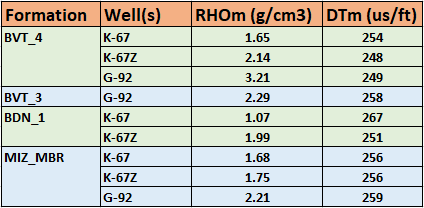 Formation Well(s) RHOm (g/cm3) DTm (us/ft)
BVT_4 K-67 1.65 254
K-67Z 2.14 248
G-92 3.21 249
BVT_3 G-92 2.29 258
BDN_1 K-67 1.07 267
K-67Z 1.99 251
MIZ_MBR K-67 1.68 256
K-67Z 1.75 256
G-92 2.21 259